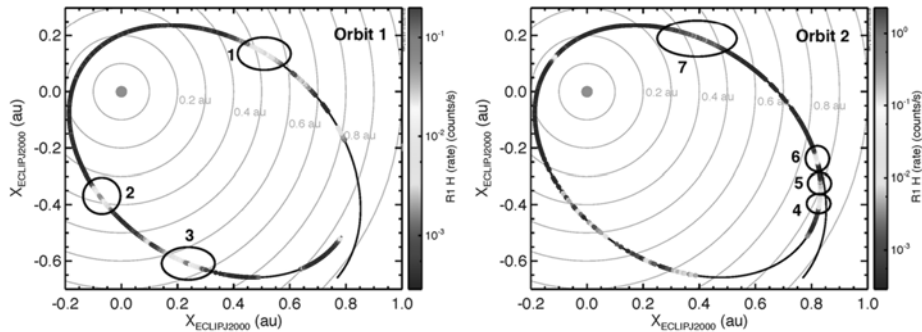 Orbit 1
1
2
3
0.2 au
0.4 au
0.6 au
0.8 au
0.2
0.0
-0.2
-0.4
-0.6
X_ECLIPJ2000 (au)
-0.2 0.0 0.2 0.4 0.6 0.8 1.0
X_ECLIPJ2000 (au)
10^-1
10^-2
10^-3
R1 H (rate) (counts/s)
Orbit 2
7
6
5
4
0.2 au
0.4 au
0.6 au
0.8 au
0.2
0.0
-0.2
-0.4
-0.6
X_ECLIPJ2000 (au)
-0.2 0.0 0.2 0.4 0.6 0.8 1.0
X_ECLIPJ2000 (au)
10^0
10^-1
10^-2
10^-3
R1 H (rate) (counts/s)